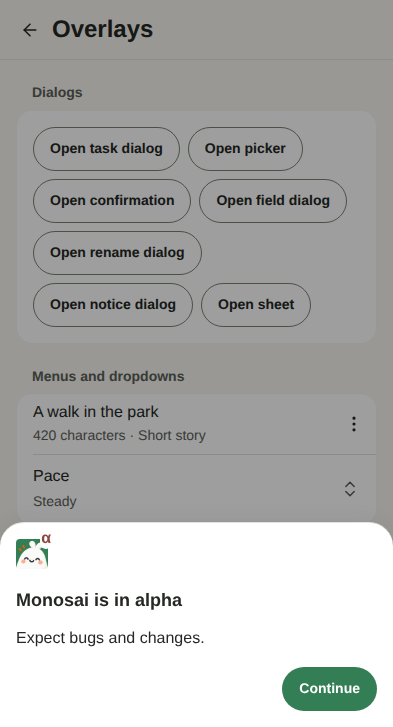 Overlays
Dialogs
Open task dialog
Open picker
Open confirmation
Open field dialog
Open rename dialog
Open notice dialog
Open sheet
Menus and dropdowns
A walk in the park
420 characters · Short story
Pace
Steady
α
Monosai is in alpha
Expect bugs and changes.
Continue